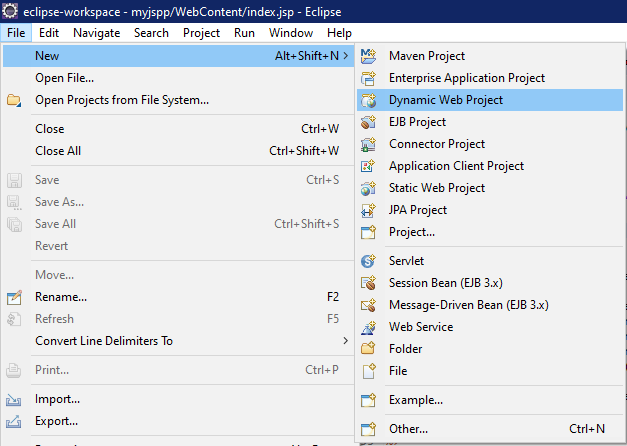 eclipse-workspace - myjspp/WebContent/index.jsp - Eclipse
File Edit Navigate Search Project Run Window Help
New Alt+Shift+N >
Open File...
Open Projects from File System...
Close Ctrl+W
Close All Ctrl+Shift+W
Save Ctrl+S
Save As...
Save All Ctrl+Shift+S
Revert
Move...
Rename... F2
Refresh F5
Convert Line Delimiters To >
Print... Ctrl+P
Import...
Export...
Maven Project
Enterprise Application Project
Dynamic Web Project
EJB Project
Connector Project
Application Client Project
Static Web Project
JPA Project
Project...
Servlet
Session Bean (EJB 3.x)
Message-Driven Bean (EJB 3.x)
Web Service
Folder
File
Example...
Other... Ctrl+N